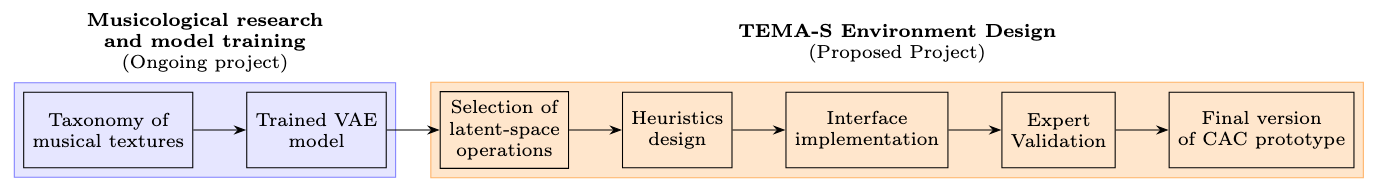 Musicological research
and model training
(Ongoing project)
TEMA-S Environment Design
(Proposed Project)
Taxonomy of
musical textures
Trained VAE
model
Selection of
latent-space
operations
Heuristics
design
Interface
implementation
Expert
Validation
Final version
of CAC prototype